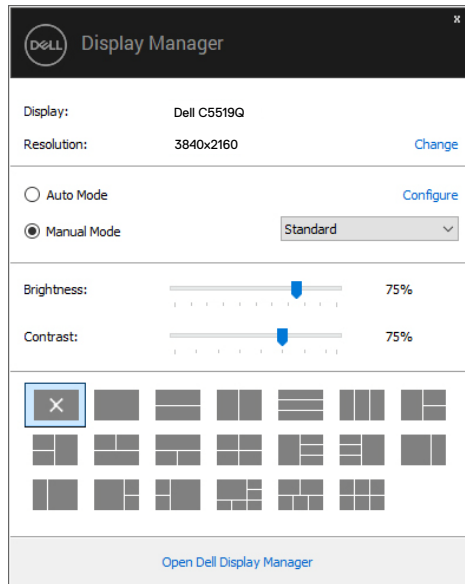 x
DELL Display Manager
Display: Dell C5519Q
Resolution: 3840x2160 Change
Auto Mode Configure
Manual Mode Standard
Brightness: 75%
Contrast: 75%
Open Dell Display Manager